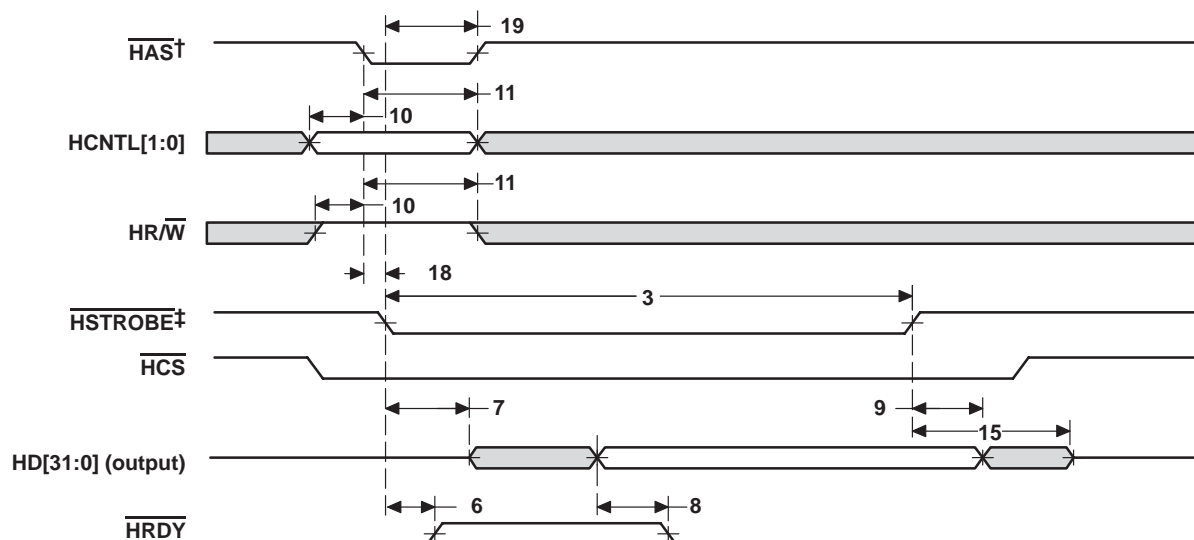 19
HAS†
11
10
HCNTL[1:0]
11
10
HR/W
18
3
HSTROBE‡
HCS
7
9
15
HD[31:0] (output)
6
8
HRDY